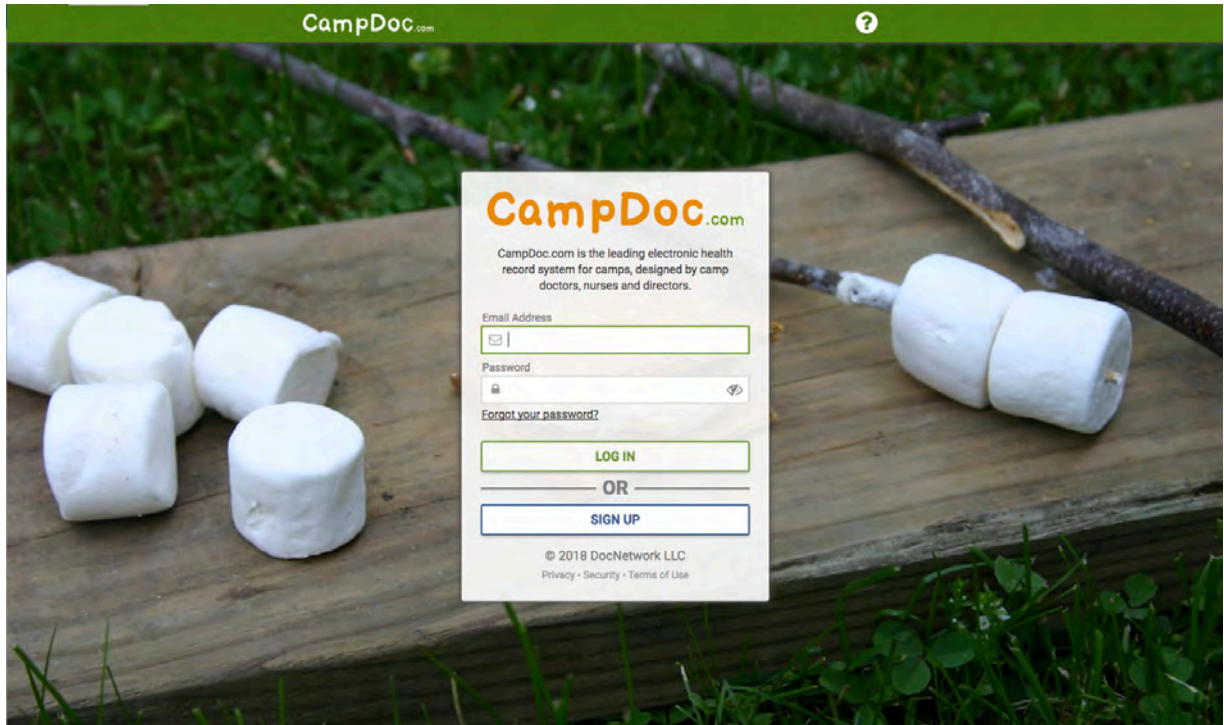 CampDoc.com
?
CampDoc.com
CampDoc.com is the leading electronic health
record system for camps, designed by camp
doctors, nurses and directors.
Email Address
Password
Forgot your password?
LOG IN
OR
SIGN UP
© 2018 DocNetwork LLC
Privacy • Security • Terms of Use